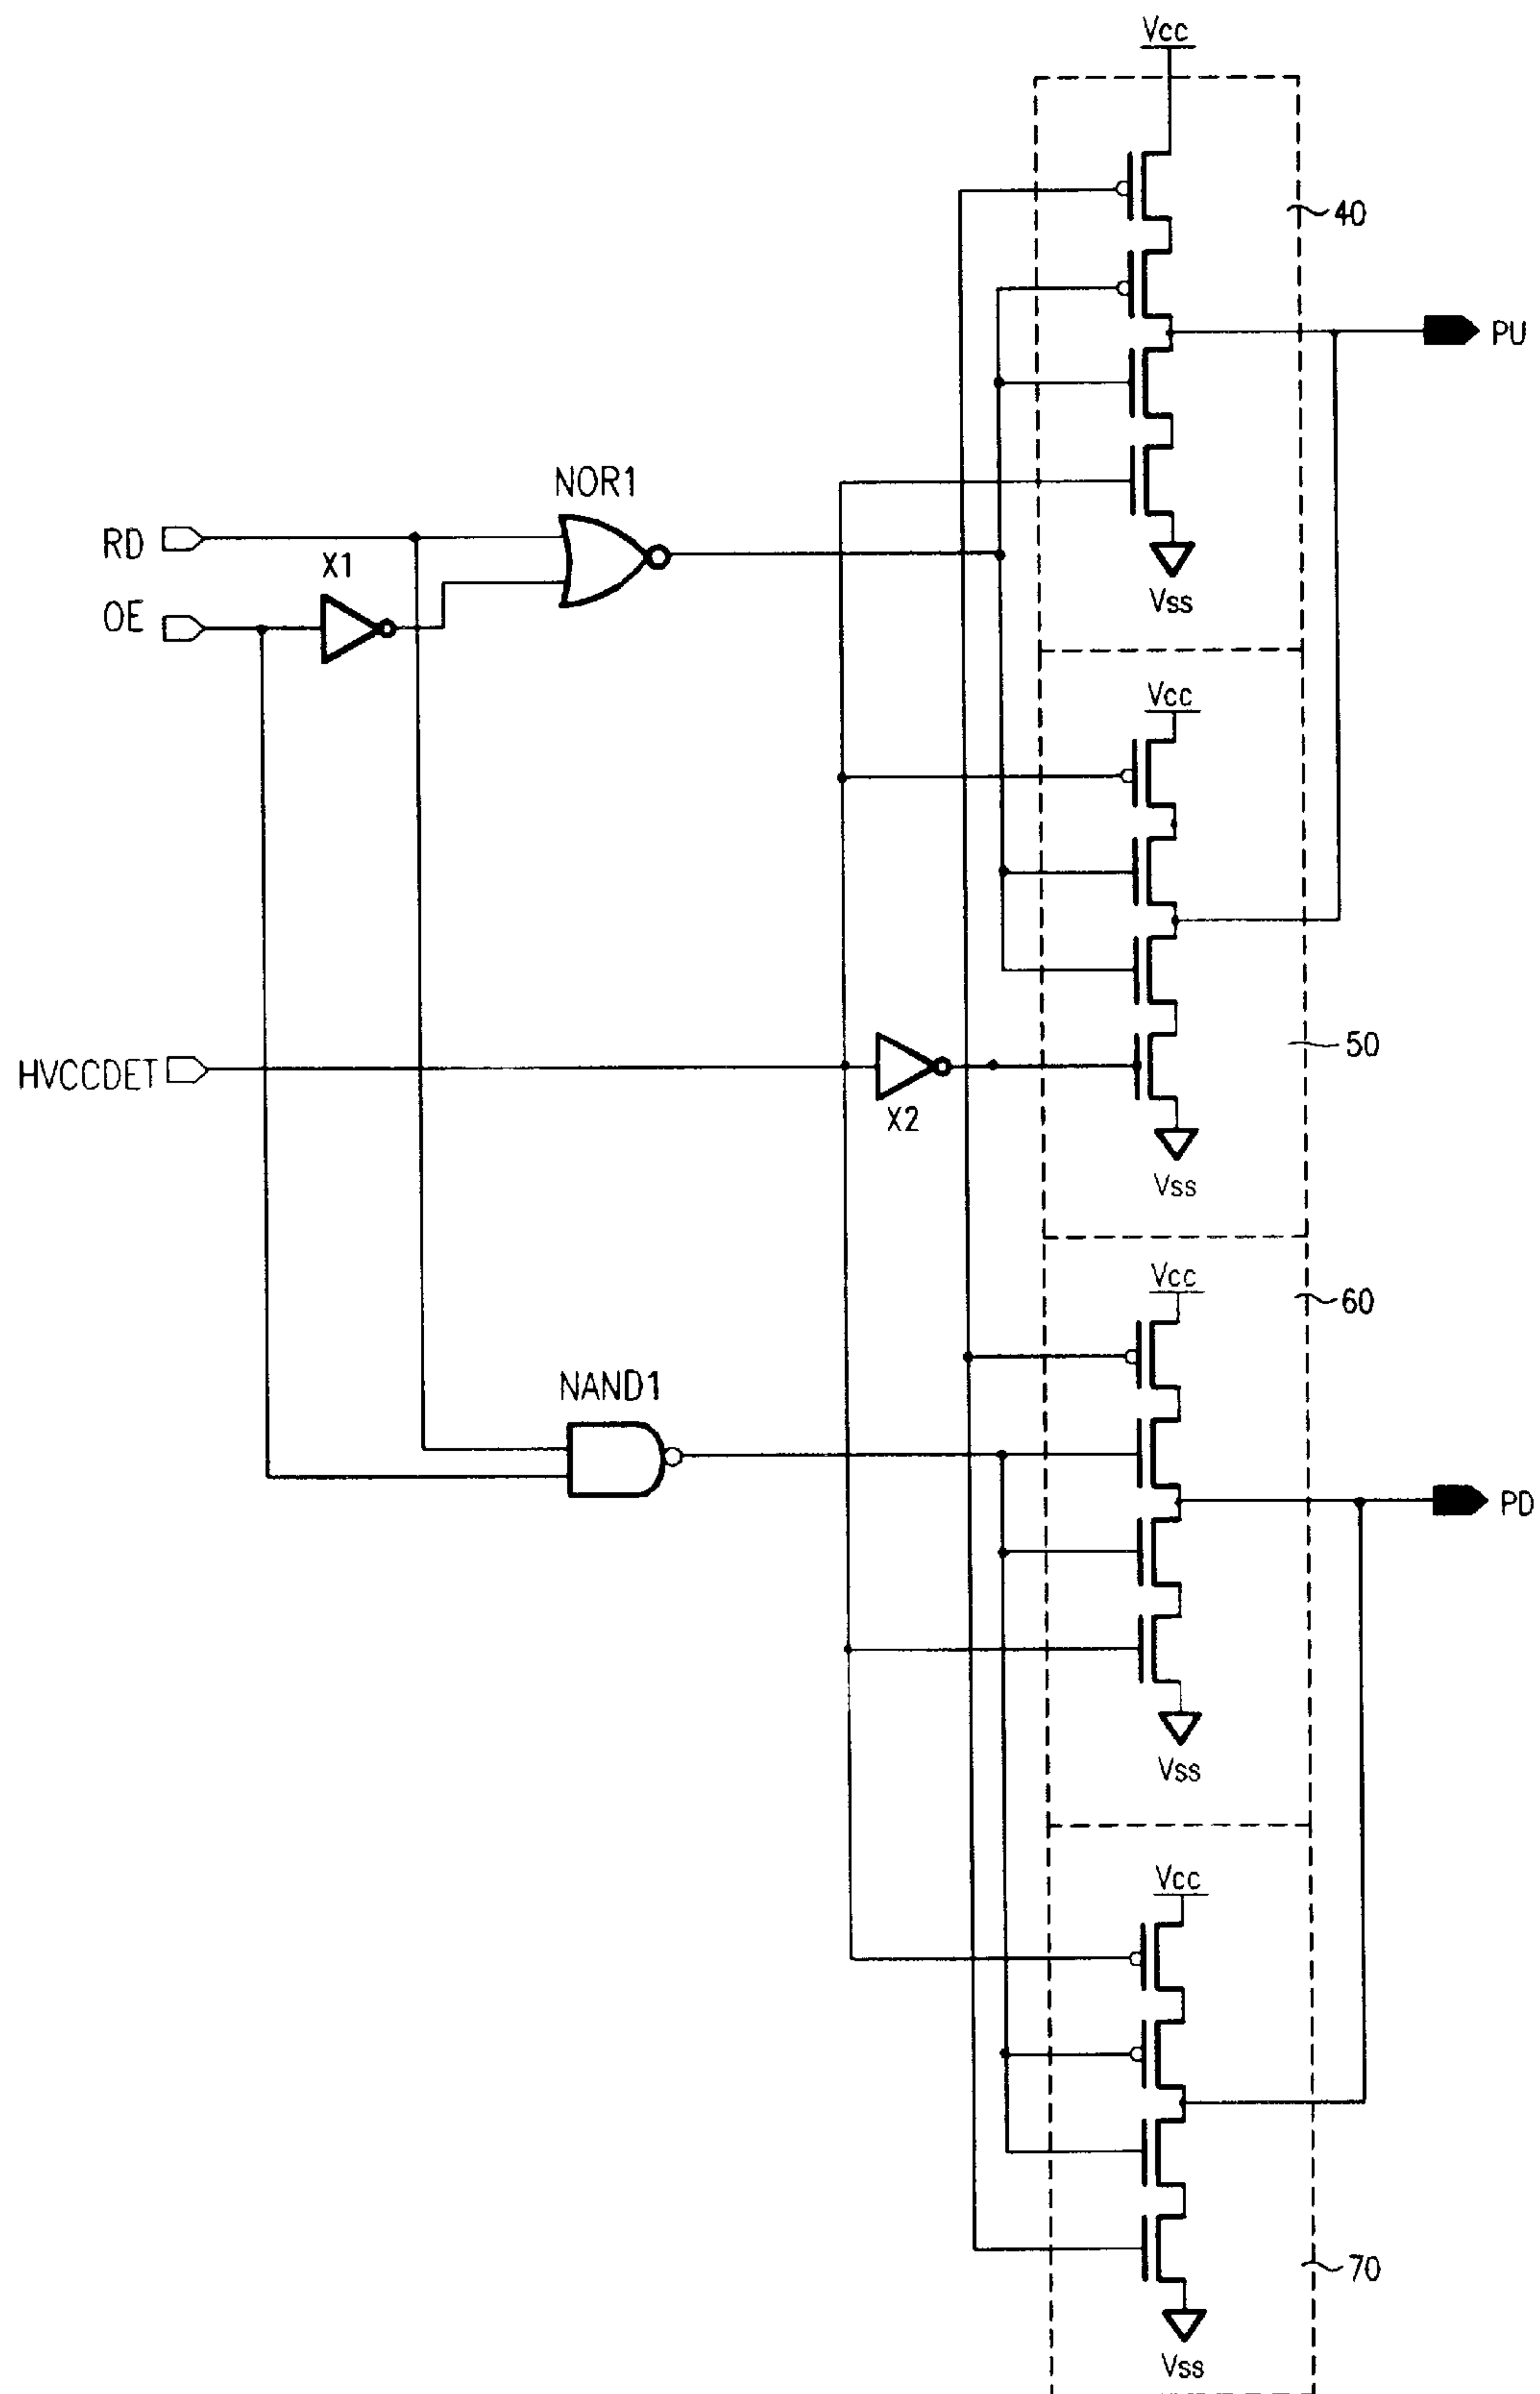 Vcc
40
PU
NOR1
RD
X1
OE
Vss
Vcc
50
HVCCDET
X2
Vss
Vcc
60
NAND1
PD
Vss
Vcc
70
Vss